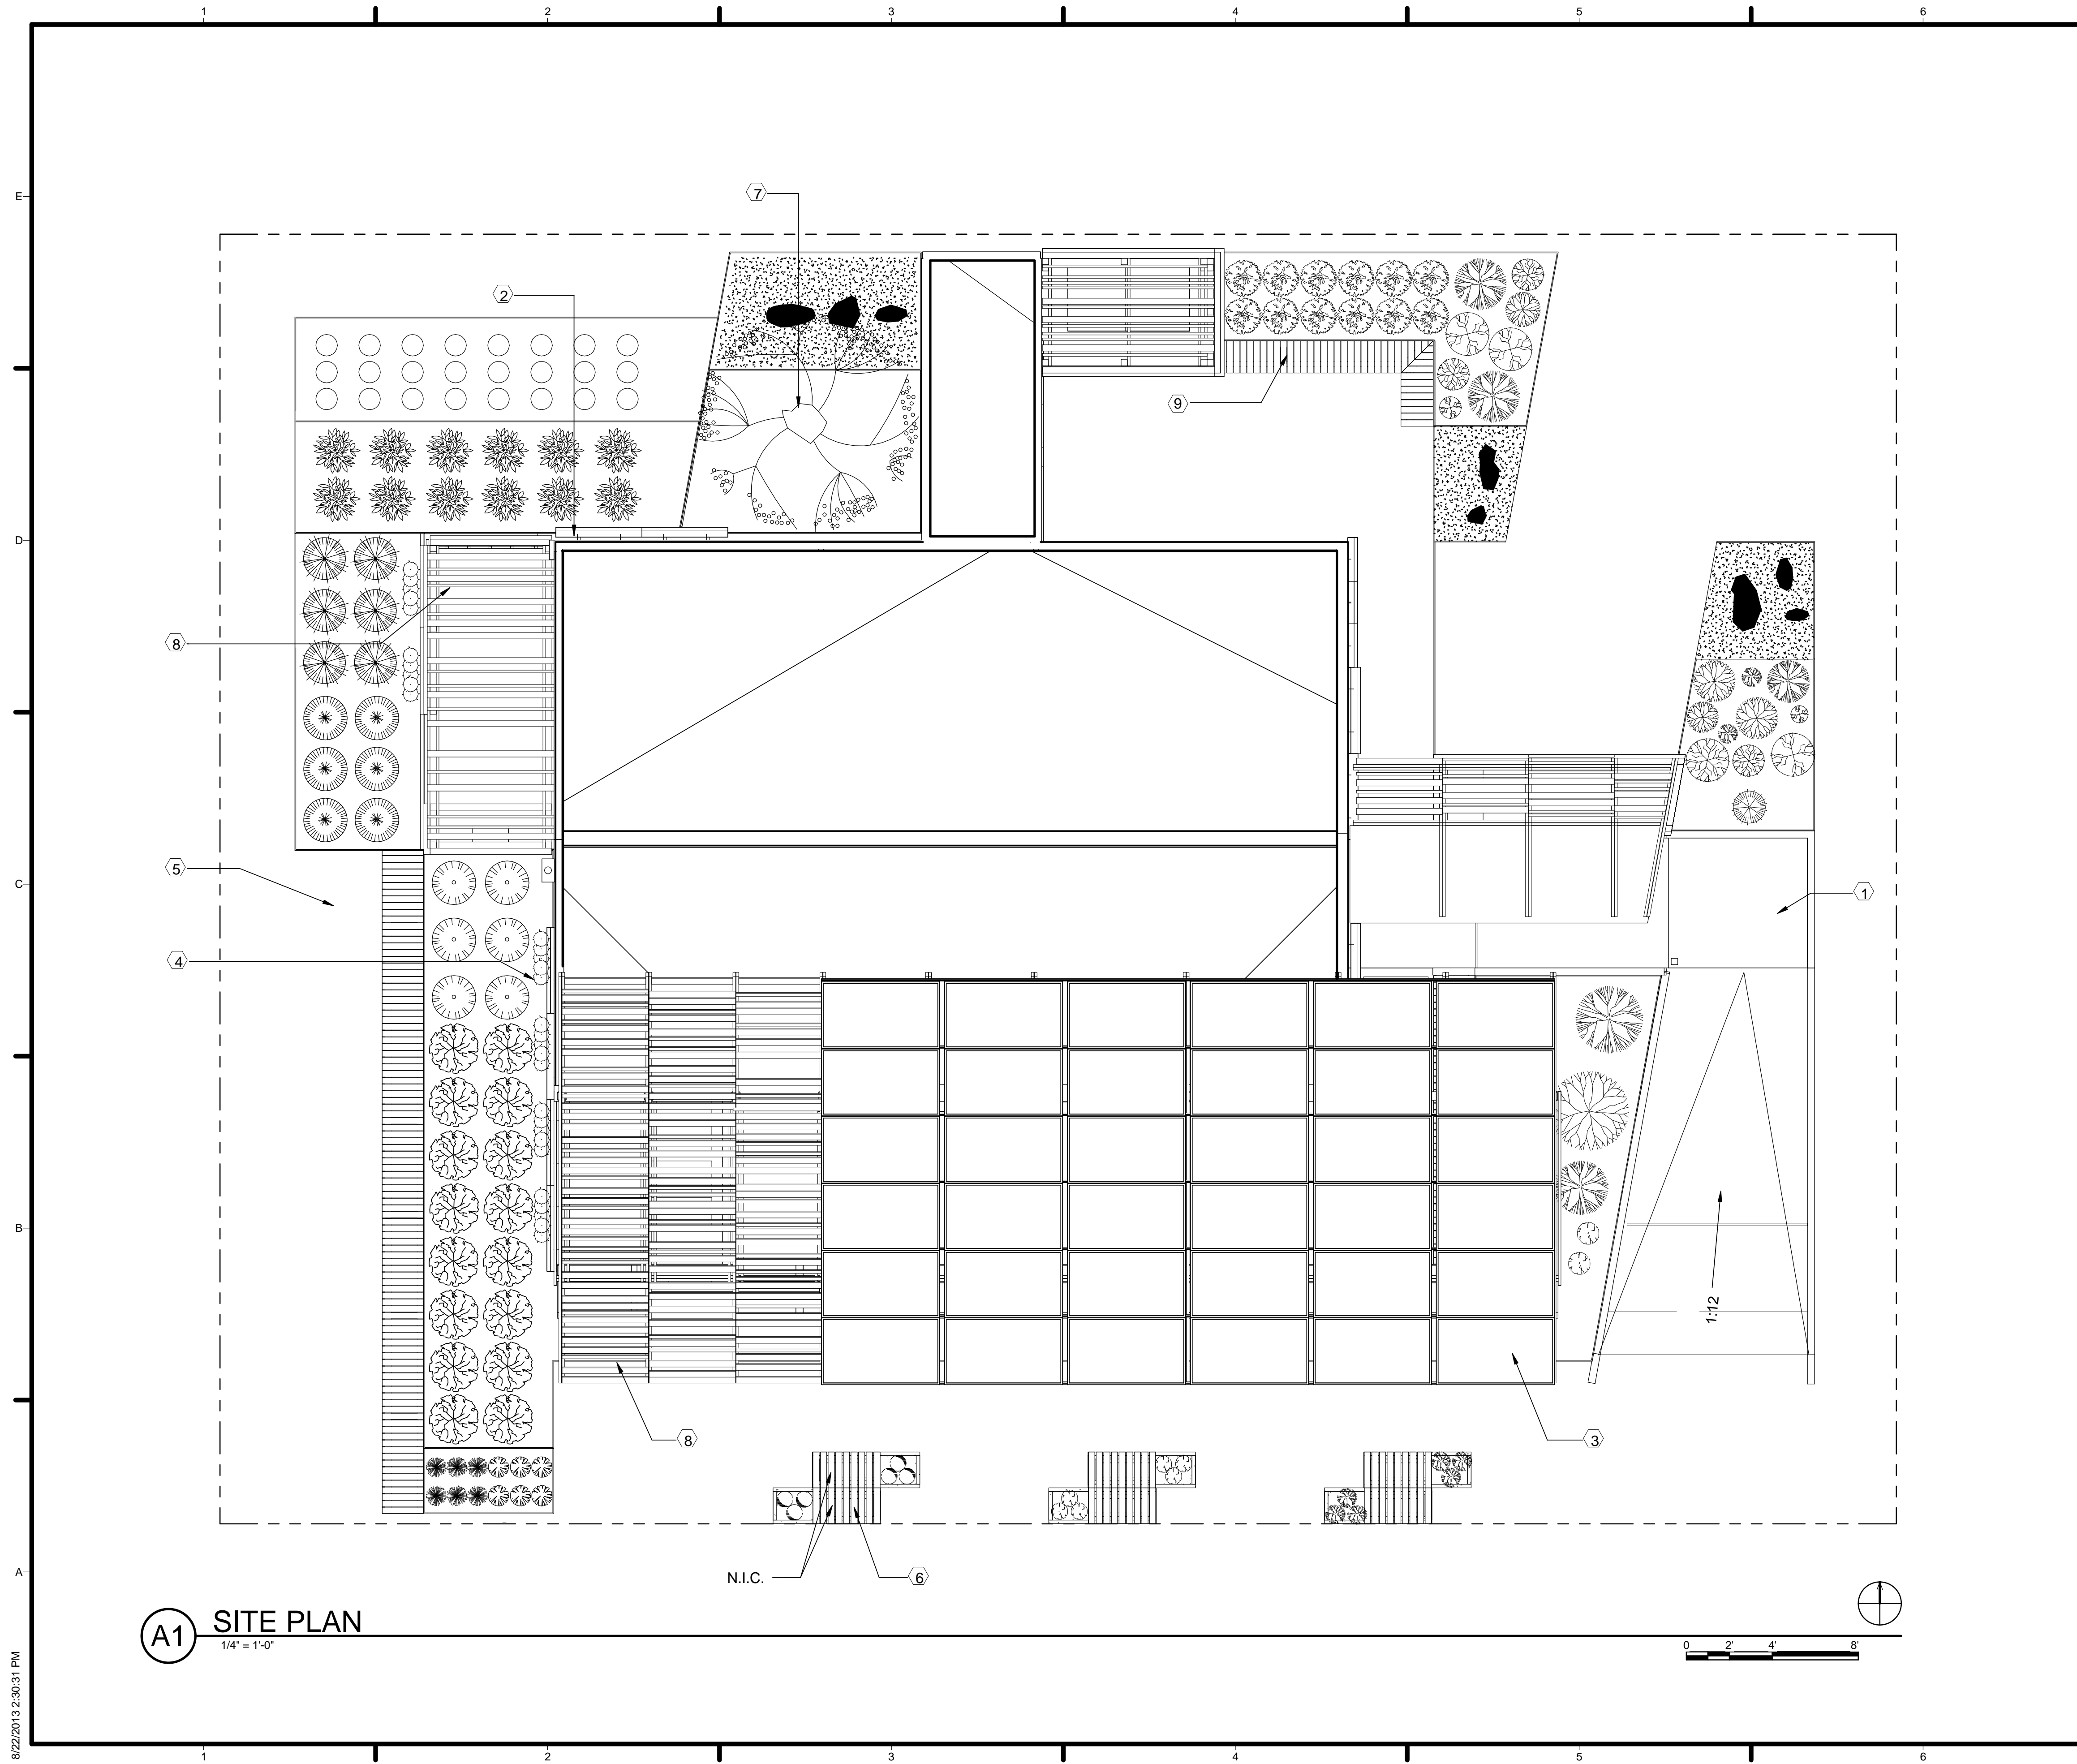 1 2 3 4 5 6
E
7
2
9
D
8
5
C
1
4
1:12
B
8
3
N.I.C.
6
A
A1 SITE PLAN
1/4" = 1'-0"
0 2' 4' 8'
8/22/2013 2:30:31 PM
1 2 3 4 5 6